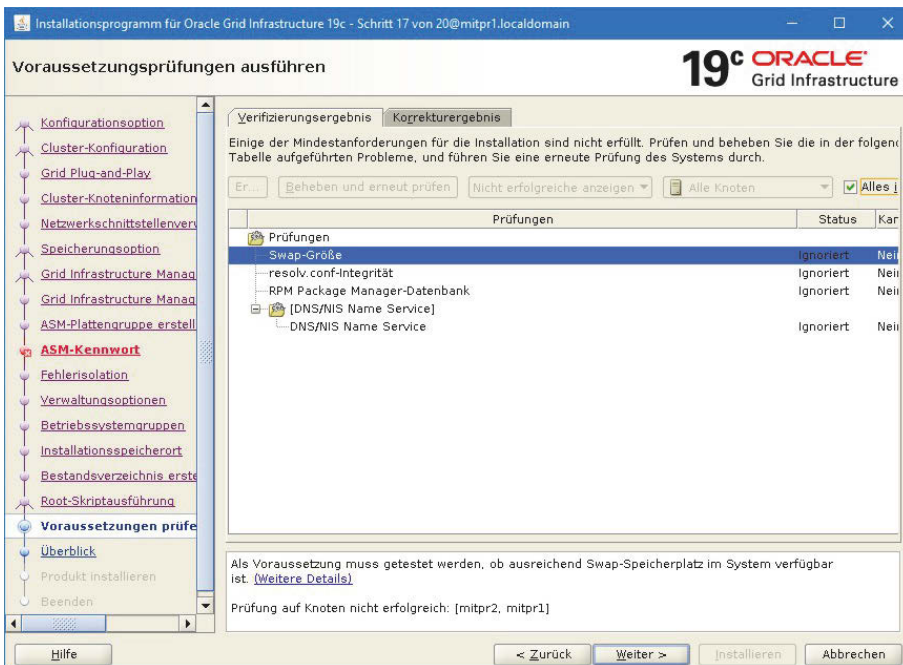 Installationsprogramm für Oracle Grid Infrastructure 19c - Schritt 17 von 20@mitpr1.localdomain
Voraussetzungsprüfungen ausführen
19c ORACLE
Grid Infrastructure
Konfigurationsoption
Cluster-Konfiguration
Grid Plug-and-Play
Cluster-Knoteninformation
Netzwerkschnittstellenver
Speicherungsoption
Grid Infrastructure Manag
Grid Infrastructure Manag
ASM-Plattengruppe erstell
ASM-Kennwort
Fehlerisolation
Verwaltungsoptionen
Betriebssystemgruppen
Installationsspeicherort
Bestandsverzeichnis erste
Root-Skriptausführung
Voraussetzungen prüfe
Überblick
Produkt installieren
Beenden
Verifizierungsergebnis Korrekturergebnis
Einige der Mindestanforderungen für die Installation sind nicht erfüllt. Prüfen und beheben Sie die in der folgen
Tabelle aufgeführten Probleme, und führen Sie eine erneute Prüfung des Systems durch.
Er... Beheben und erneut prüfen Nicht erfolgreiche anzeigen Alle Knoten Alles i
Prüfungen Status Kar
Prüfungen
Swap-Größe Ignoriert Nei
resolv.conf-Integrität Ignoriert Nei
RPM Package Manager-Datenbank Ignoriert Nei
[DNS/NIS Name Service]
DNS/NIS Name Service Ignoriert Nei
Als Voraussetzung muss getestet werden, ob ausreichend Swap-Speicherplatz im System verfügbar
ist. (Weitere Details)
Prüfung auf Knoten nicht erfolgreich: [mitpr2, mitpr1]
Hilfe < Zurück Weiter > Installieren Abbrechen